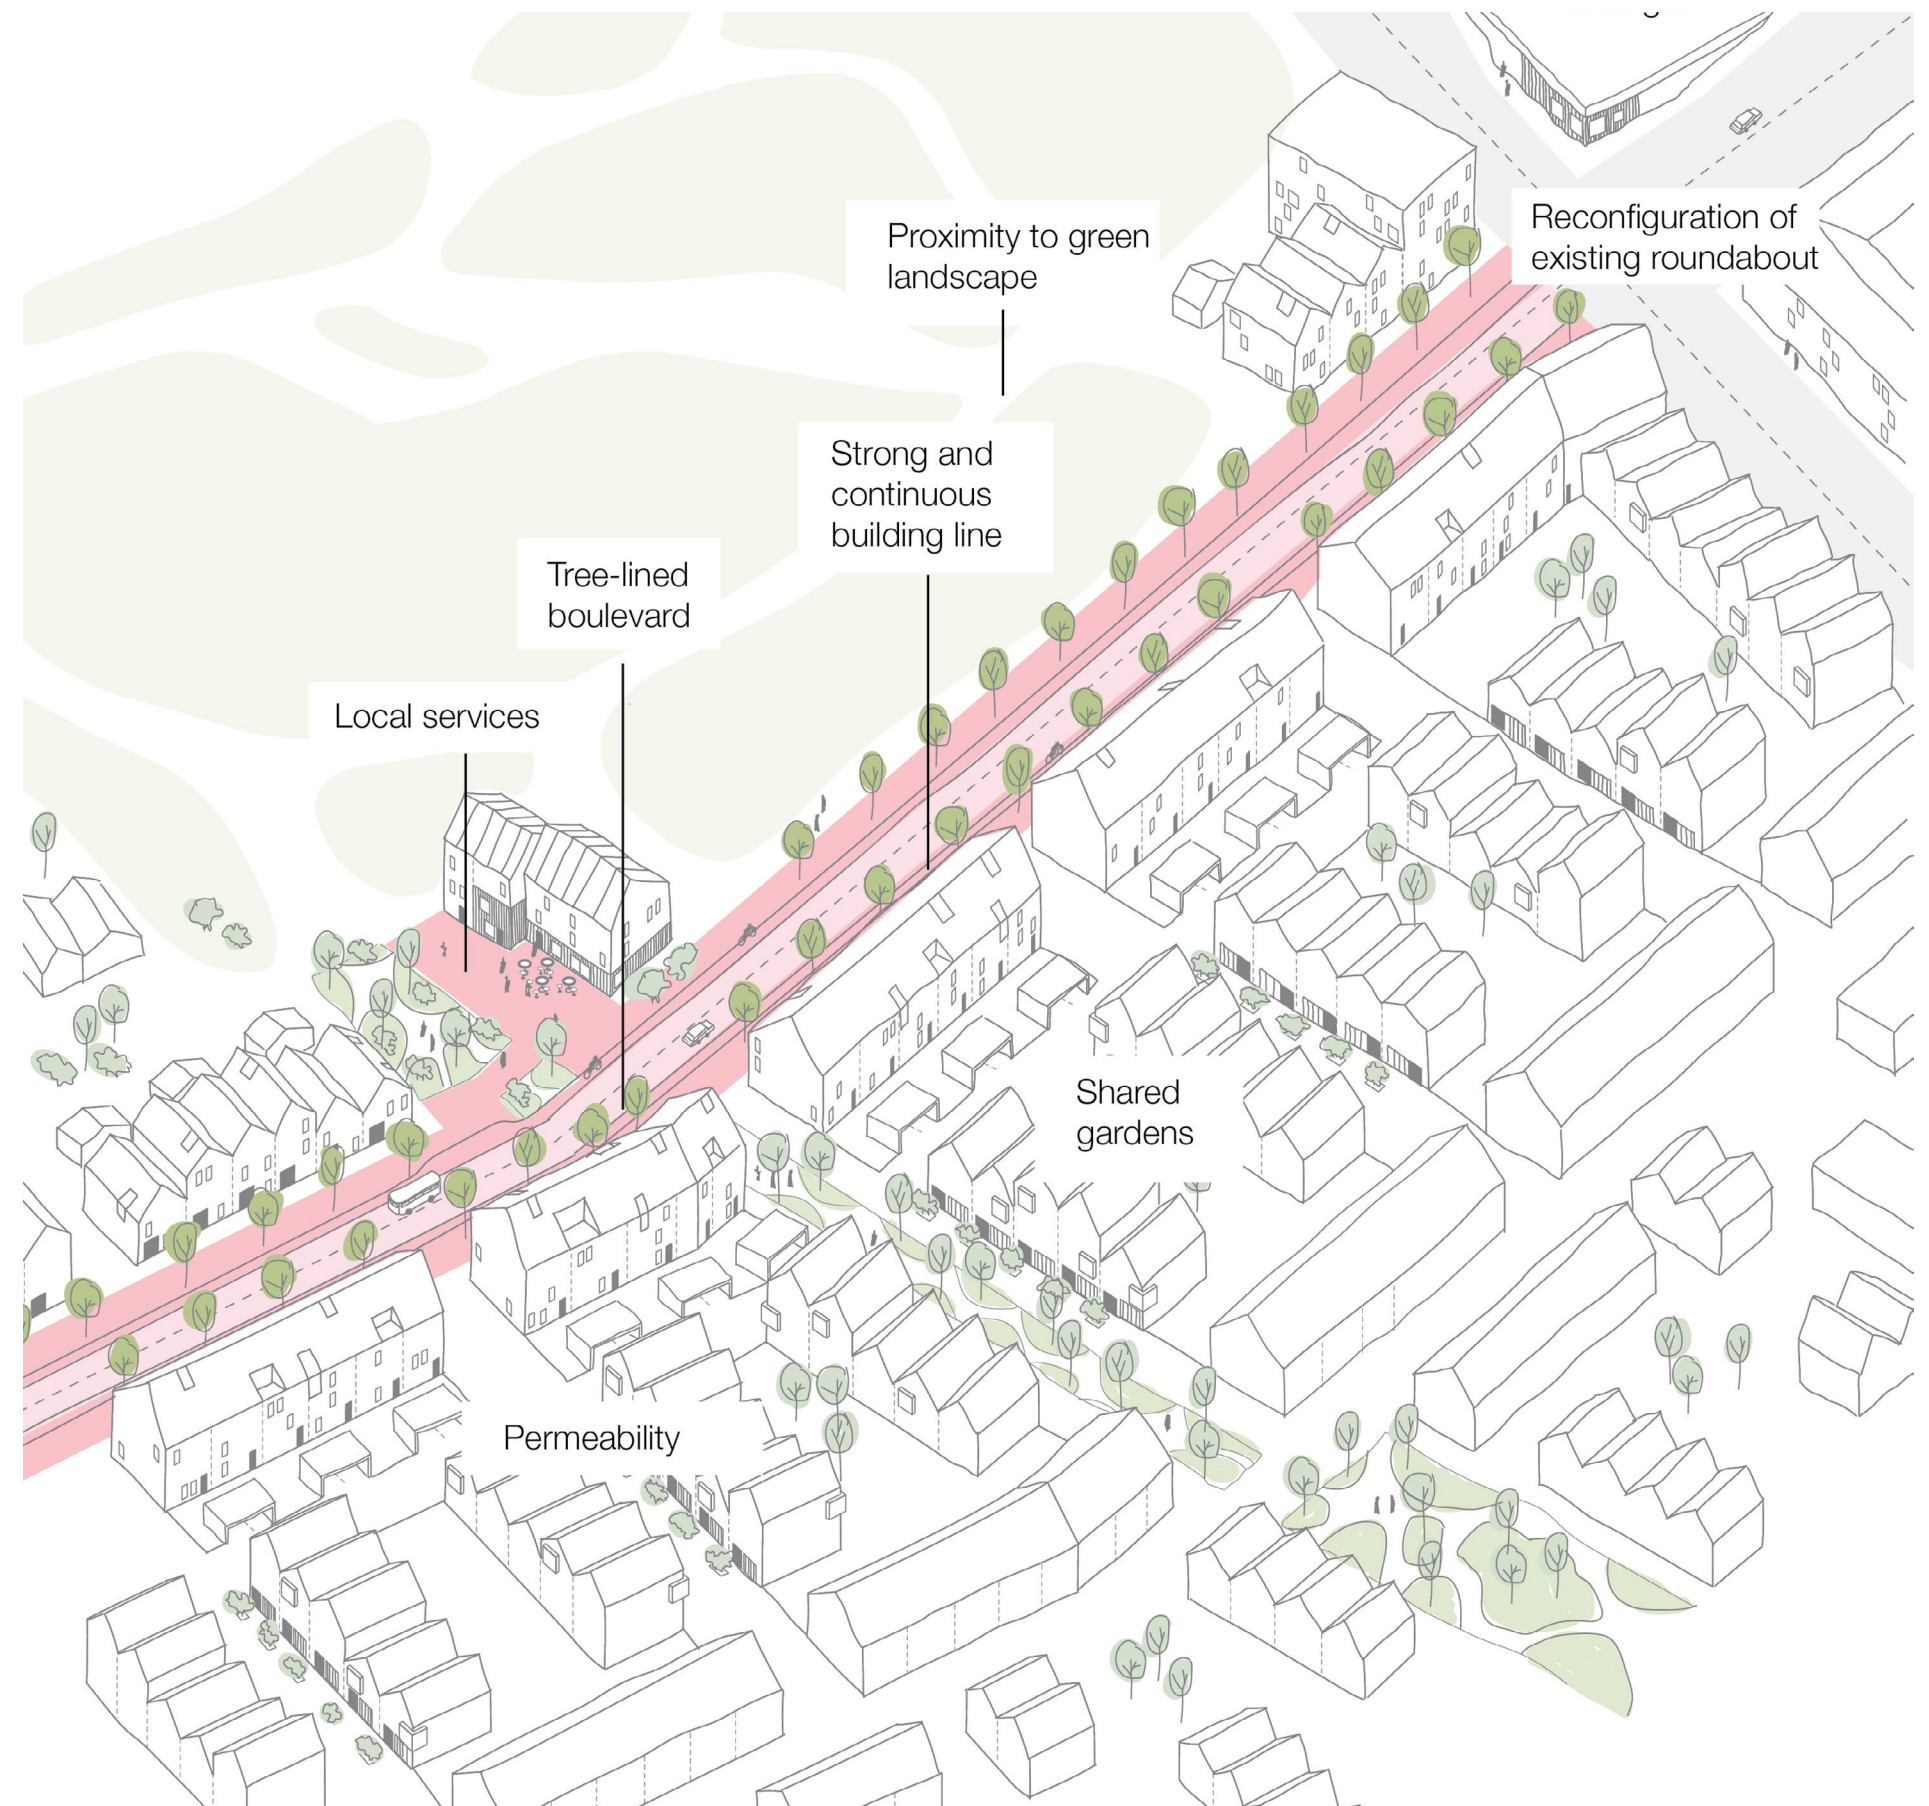 Reconfiguration of
existing roundabout
Proximity to green
landscape
Strong and
continuous
building line
Tree-lined
boulevard
Local services
Shared
gardens
Permeability